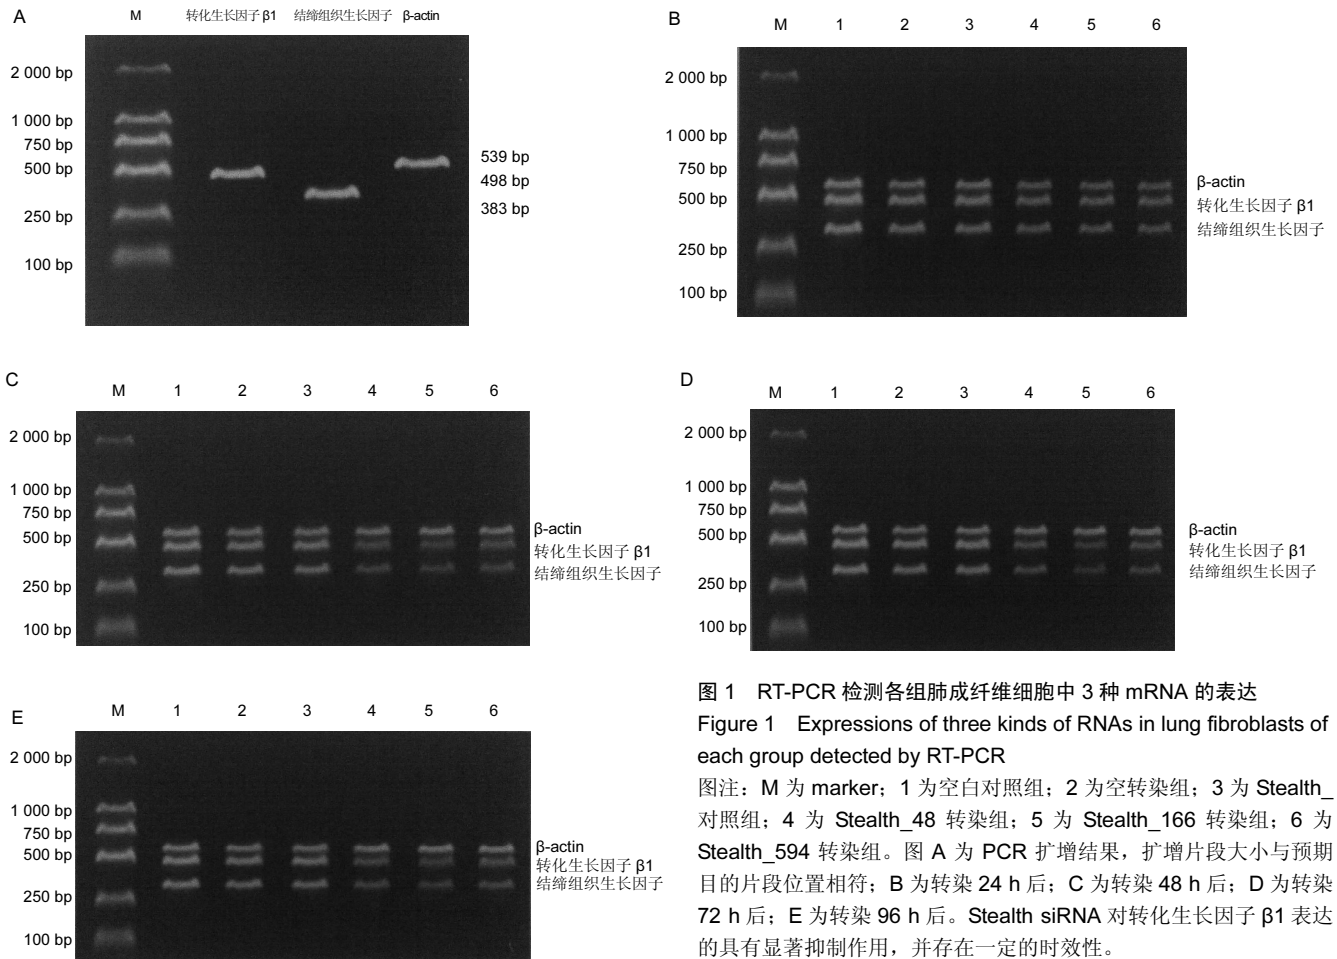 A
M 转化生长因子 β1 结缔组织生长因子 β-actin
2 000 bp
1 000 bp
750 bp
500 bp
250 bp
100 bp
539 bp
498 bp
383 bp
B
M 1 2 3 4 5 6
2 000 bp
1 000 bp
750 bp
500 bp
250 bp
100 bp
β-actin
转化生长因子 β1
结缔组织生长因子
C
M 1 2 3 4 5 6
2 000 bp
1 000 bp
750 bp
500 bp
250 bp
100 bp
β-actin
转化生长因子 β1
结缔组织生长因子
D
M 1 2 3 4 5 6
2 000 bp
1 000 bp
750 bp
500 bp
250 bp
100 bp
β-actin
转化生长因子 β1
结缔组织生长因子
E
M 1 2 3 4 5 6
2 000 bp
1 000 bp
750 bp
500 bp
250 bp
100 bp
β-actin
转化生长因子 β1
结缔组织生长因子
图 1 RT-PCR 检测各组肺成纤维细胞中 3 种 mRNA 的表达
Figure 1 Expressions of three kinds of RNAs in lung fibroblasts of
each group detected by RT-PCR
图注：M 为 marker；1 为空白对照组；2 为空转染组；3 为 Stealth_
对照组；4 为 Stealth_48 转染组；5 为 Stealth_166 转染组；6 为
Stealth_594 转染组。图 A 为 PCR 扩增结果，扩增片段大小与预期
目的片段位置相符；B 为转染 24 h 后；C 为转染 48 h 后；D 为转染
72 h 后；E 为转染 96 h 后。Stealth siRNA 对转化生长因子 β1 表达
的具有显著抑制作用，并存在一定的时效性。